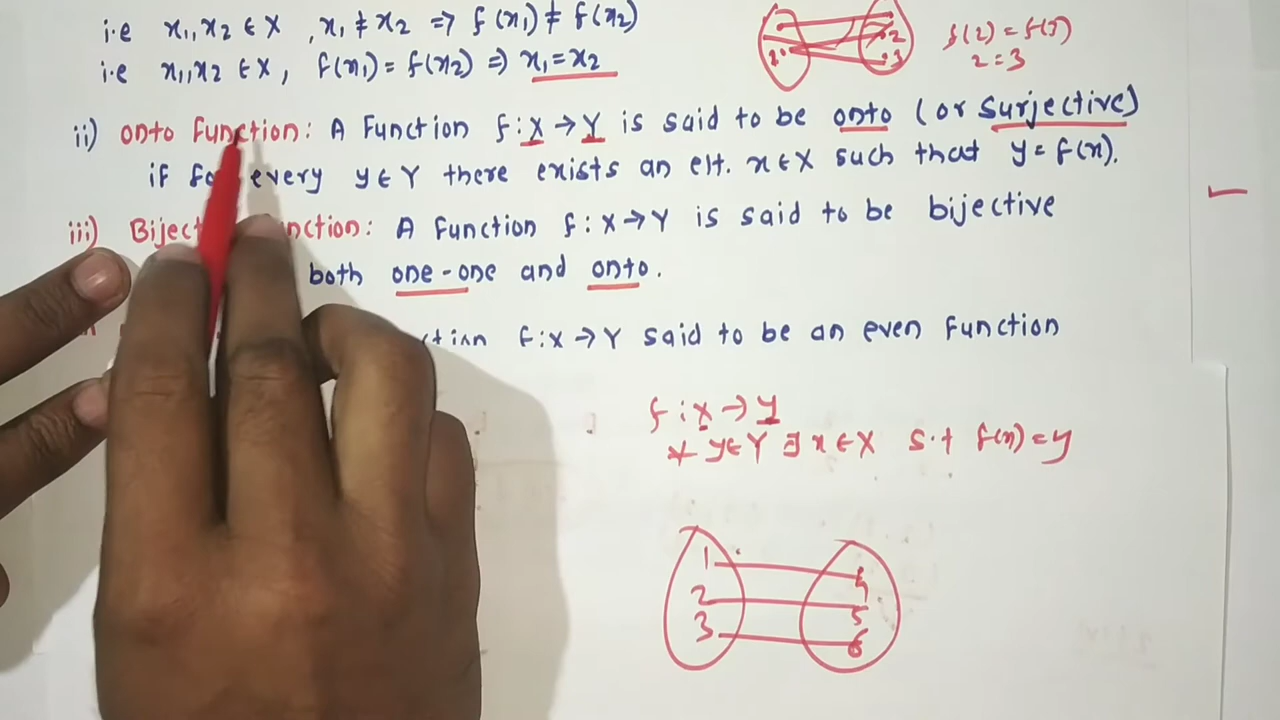 i.e x₁,x₂ ∈ X , x₁ ≠ x₂ ⇒ f(x₁) ≠ f(x₂)
i.e x₁,x₂ ∈ X, f(x₁) = f(x₂) ⇒ x₁=x₂
f(2) = f(3)
2=3
ii) onto Function: A Function f:X→Y is said to be onto (or surjective)
if every y∈Y there exists an elt. x∈X such that y=f(x).
iii) A Function f:X→Y is said to be bijective
both one-one and onto.
f:X→Y said to be an even function
f:X→Y
∀ y∈Y ∃ x∈X s.t f(x)=y
1 4
2 5
3 6